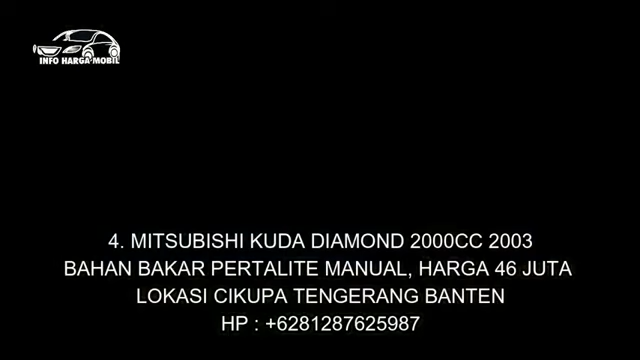 INFO HARGA MOBIL
4. MITSUBISHI KUDA DIAMOND 2000CC 2003
BAHAN BAKAR PERTALITE MANUAL, HARGA 46 JUTA
LOKASI CIKUPA TENGERANG BANTEN
HP : +6281287625987